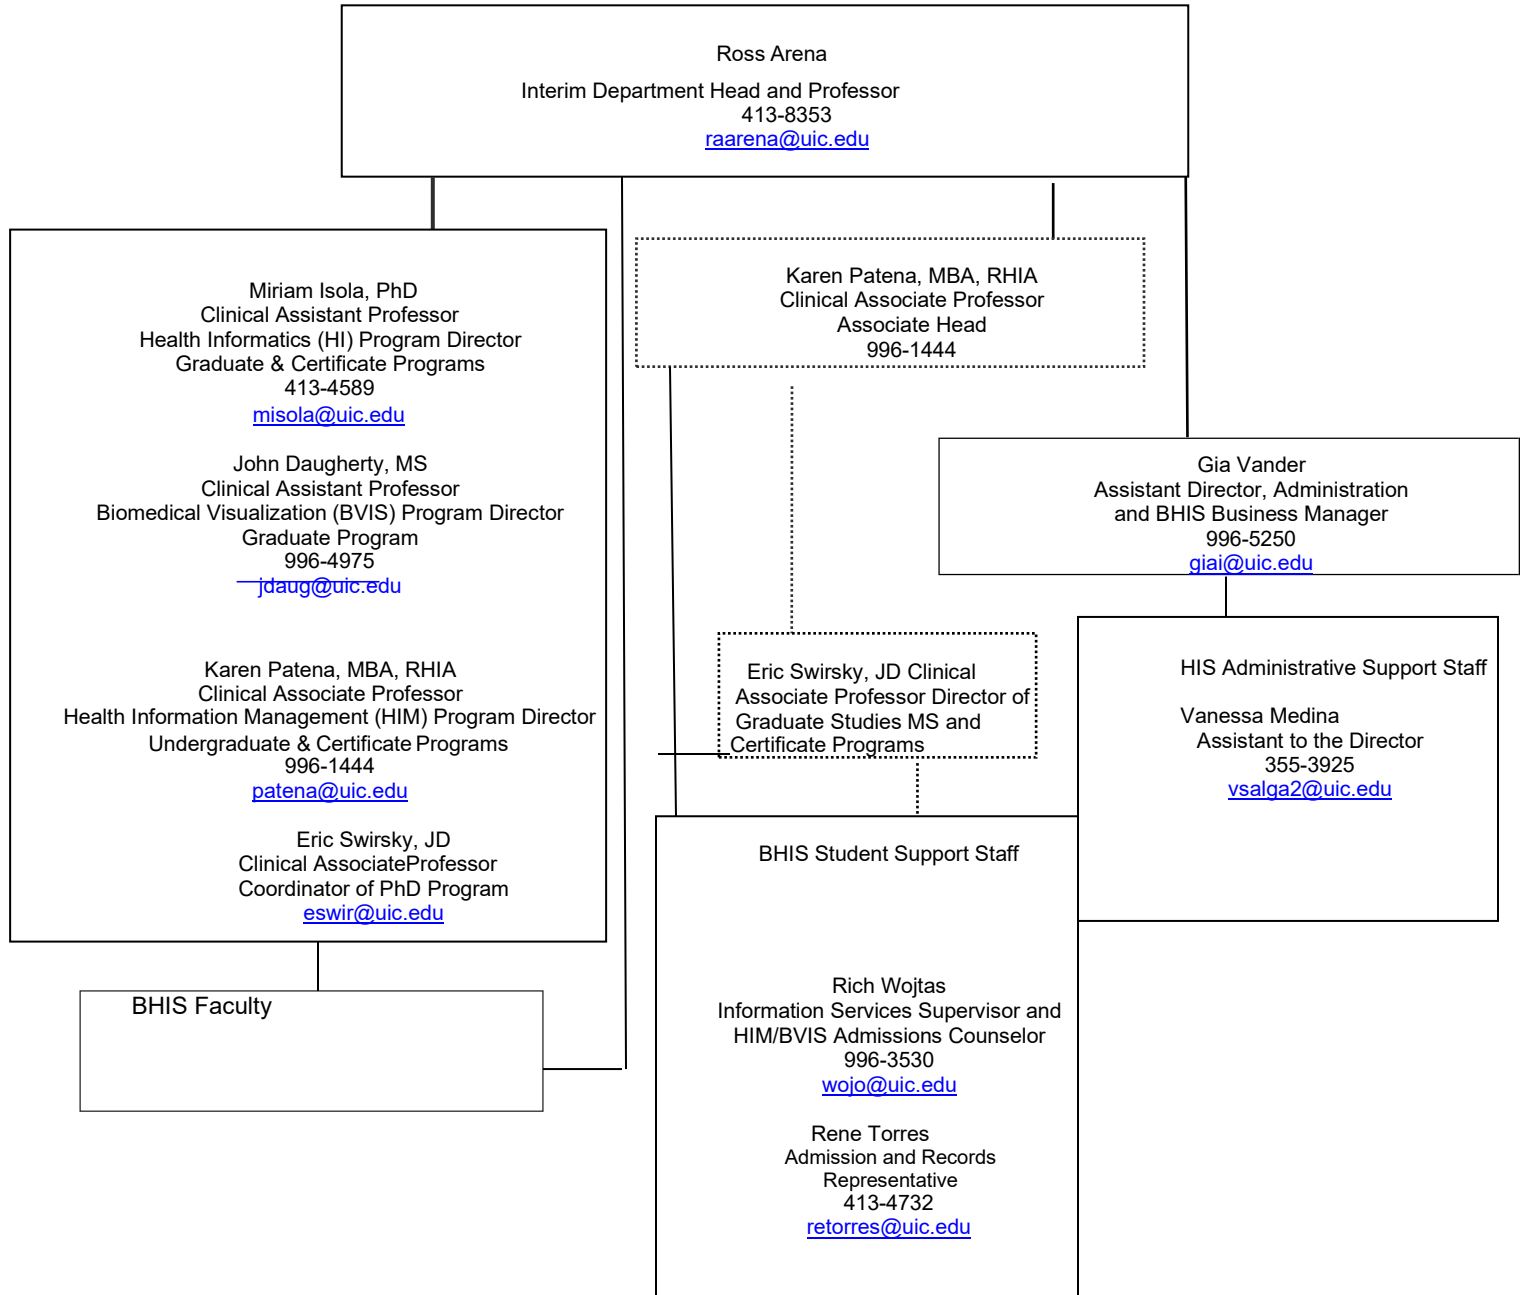 Ross Arena
Interim Department Head and Professor
413-8353
raarena@uic.edu
Miriam Isola, PhD
Clinical Assistant Professor
Health Informatics (HI) Program Director
Graduate & Certificate Programs
413-4589
misola@uic.edu
John Daugherty, MS
Clinical Assistant Professor
Biomedical Visualization (BVIS) Program Director
Graduate Program
996-4975
jdaug@uic.edu
Karen Patena, MBA, RHIA
Clinical Associate Professor
Health Information Management (HIM) Program Director
Undergraduate & Certificate Programs
996-1444
patena@uic.edu
Eric Swirsky, JD
Clinical AssociateProfessor
Coordinator of PhD Program
eswir@uic.edu
BHIS Faculty
Karen Patena, MBA, RHIA
Clinical Associate Professor
Associate Head
996-1444
Eric Swirsky, JD Clinical
Associate Professor Director of
Graduate Studies MS and
Certificate Programs
BHIS Student Support Staff
Rich Wojtas
Information Services Supervisor and
HIM/BVIS Admissions Counselor
996-3530
wojo@uic.edu
Rene Torres
Admission and Records
Representative
413-4732
retorres@uic.edu
Gia Vander
Assistant Director, Administration
and BHIS Business Manager
996-5250
giai@uic.edu
HIS Administrative Support Staff
Vanessa Medina
Assistant to the Director
355-3925
vsalga2@uic.edu